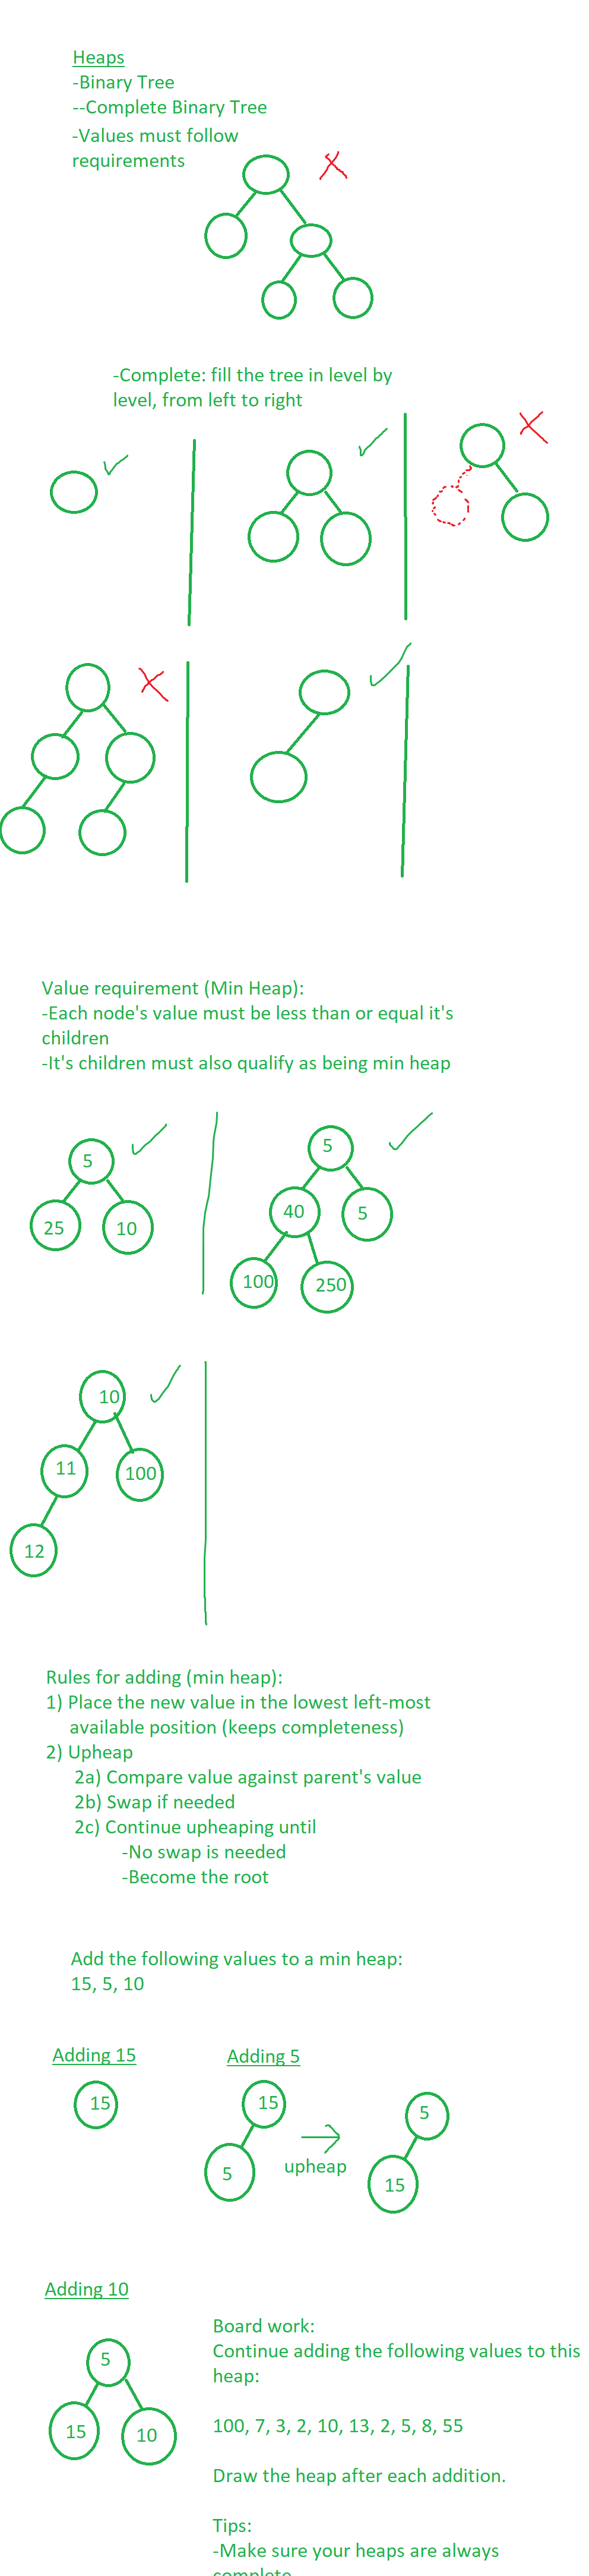 Heaps
-Binary Tree
--Complete Binary Tree
-Values must follow
requirements
-Complete: fill the tree in level by
level, from left to right
Value requirement (Min Heap):
-Each node's value must be less than or equal it's
children
-It's children must also qualify as being min heap
5
25
10
5
40
5
100
250
10
11
100
12
Rules for adding (min heap):
1) Place the new value in the lowest left-most
available position (keeps completeness)
2) Upheap
2a) Compare value against parent's value
2b) Swap if needed
2c) Continue upheaping until
-No swap is needed
-Become the root
Add the following values to a min heap:
15, 5, 10
Adding 15
15
Adding 5
15
5
upheap
5
15
Adding 10
5
15
10
Board work:
Continue adding the following values to this
heap:
100, 7, 3, 2, 10, 13, 2, 5, 8, 55
Draw the heap after each addition.
Tips:
-Make sure your heaps are always
complete